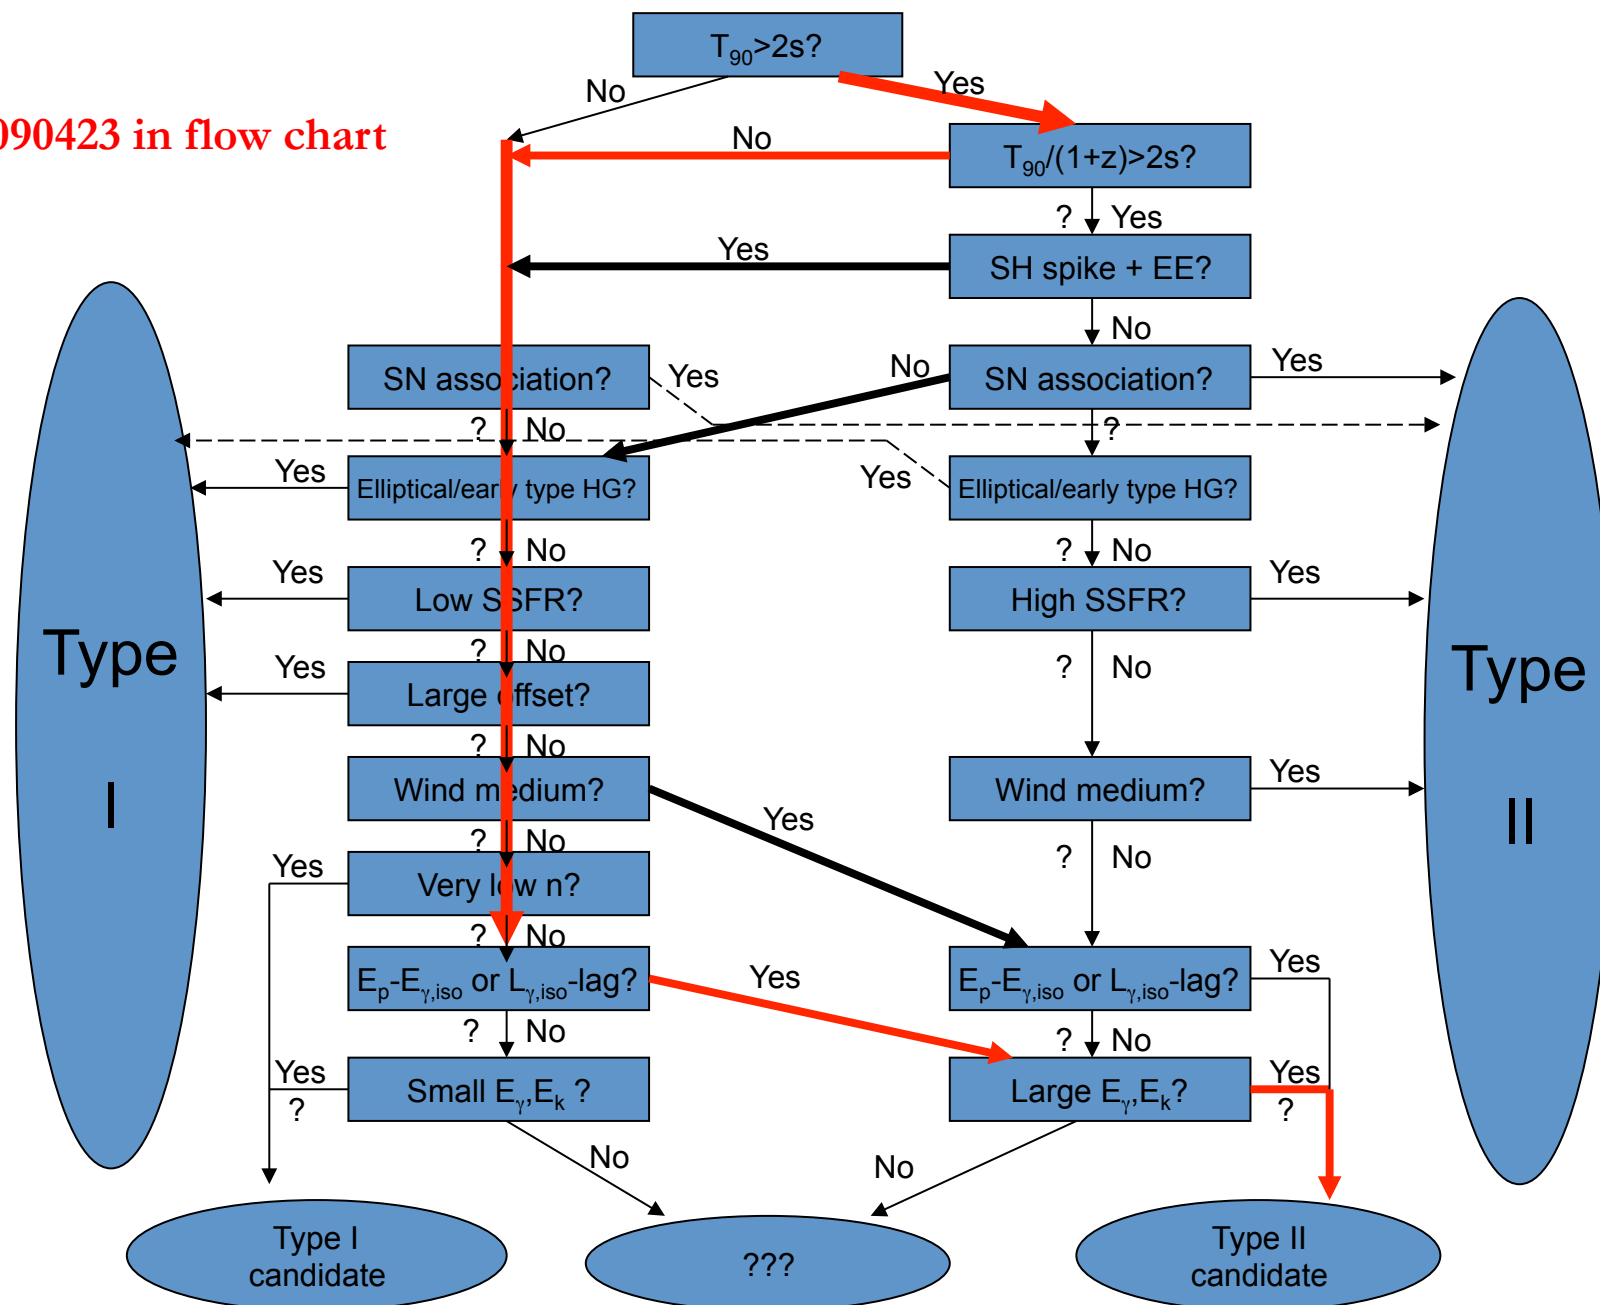 T90>2s?
No
Yes
090423 in flow chart
No
T90/(1+z)>2s?
? Yes
Yes
SH spike + EE?
No
SN association?
Yes
No
SN association?
Yes
? No
?
Yes
Elliptical/early type HG?
Yes
Elliptical/early type HG?
? No
? No
Yes
Low SSFR?
High SSFR?
Yes
? No
? No
Yes
Large offset?
Type
I
Type
II
? No
Wind medium?
Yes
Wind medium?
Yes
? No
? No
Yes
Very low n?
? No
Ep-Eγ,iso or Lγ,iso-lag?
Yes
Ep-Eγ,iso or Lγ,iso-lag?
Yes
? No
? No
Yes
?
Small Eγ,Ek ?
Large Eγ,Ek?
Yes
?
No
No
Type I
candidate
???
Type II
candidate